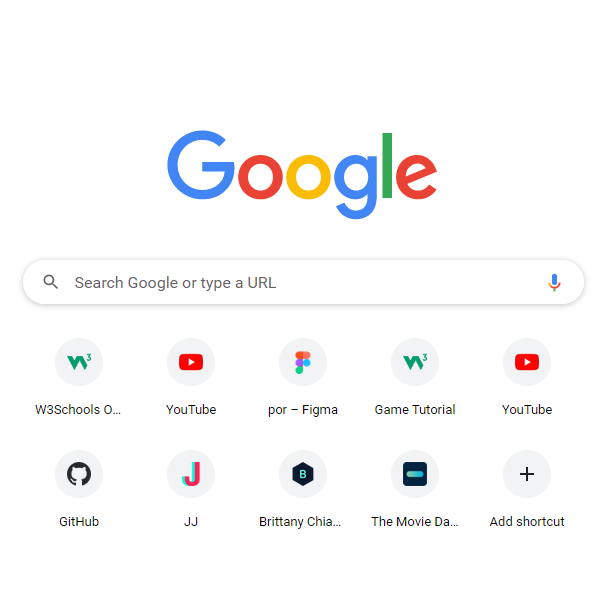 Google
Search Google or type a URL
W3Schools O...
YouTube
por – Figma
Game Tutorial
YouTube
GitHub
JJ
Brittany Chia...
The Movie Da...
Add shortcut